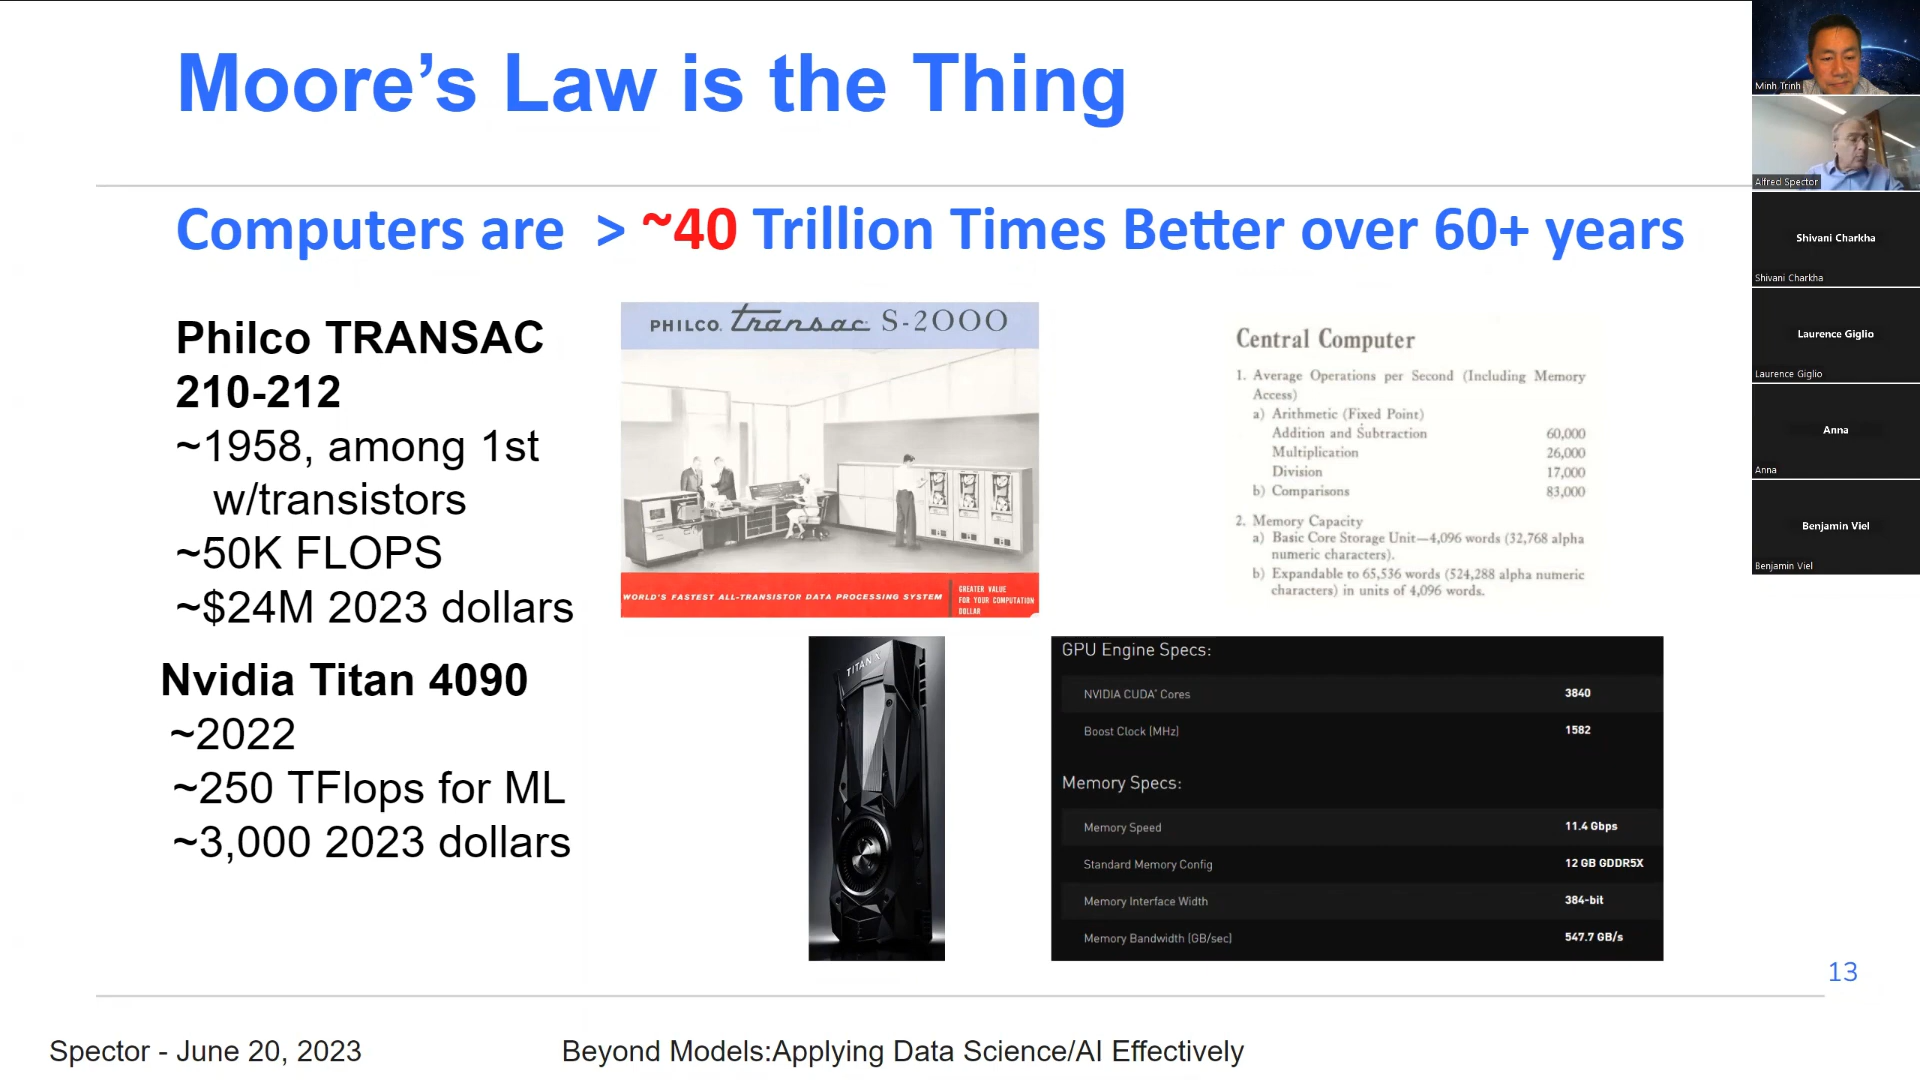 Moore’s Law is the Thing
Computers are > ~40 Trillion Times Better over 60+ years
Philco TRANSAC
210-212
~1958, among 1st
w/transistors
~50K FLOPS
~$24M 2023 dollars
PHILCO. Transac S-2000
WORLD'S FASTEST ALL-TRANSISTOR DATA PROCESSING SYSTEM
GREATER VALUE
FOR YOUR COMPUTATION
DOLLAR
Central Computer
1. Average Operations per Second (Including Memory
Access)
a) Arithmetic (Fixed Point)
Addition and Subtraction 60,000
Multiplication 26,000
Division 17,000
b) Comparisons 83,000
2. Memory Capacity
a) Basic Core Storage Unit—4,096 words (32,768 alpha
numeric characters).
b) Expandable to 65,536 words (524,288 alpha numeric
characters) in units of 4,096 words.
Nvidia Titan 4090
~2022
~250 TFlops for ML
~3,000 2023 dollars
TITAN X
GPU Engine Specs:
NVIDIA CUDA® Cores 3840
Boost Clock (MHz) 1582
Memory Specs:
Memory Speed 11.4 Gbps
Standard Memory Config 12 GB GDDR5X
Memory Interface Width 384-bit
Memory Bandwidth (GB/sec) 547.7 GB/s
13
Spector - June 20, 2023
Beyond Models:Applying Data Science/AI Effectively
Minh Trinh
Alfred Spector
Shivani Charkha
Shivani Charkha
Laurence Giglio
Laurence Giglio
Anna
Anna
Benjamin Viel
Benjamin Viel